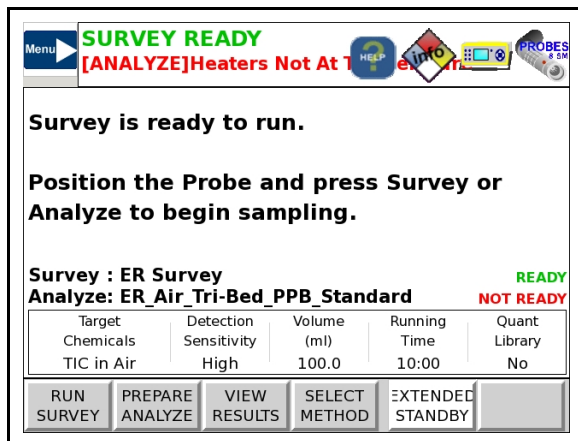 Menu
SURVEY READY
[ANALYZE]Heaters Not At
HELP
info
PROBES
& SM
Survey is ready to run.
Position the Probe and press Survey or
Analyze to begin sampling.
Survey : ER Survey READY
Analyze: ER_Air_Tri-Bed_PPB_Standard NOT READY
Target Detection Volume Running Quant
Chemicals Sensitivity (ml) Time Library
TIC in Air High 100.0 10:00 No
RUN PREPARE VIEW SELECT EXTENDED
SURVEY ANALYZE RESULTS METHOD STANDBY